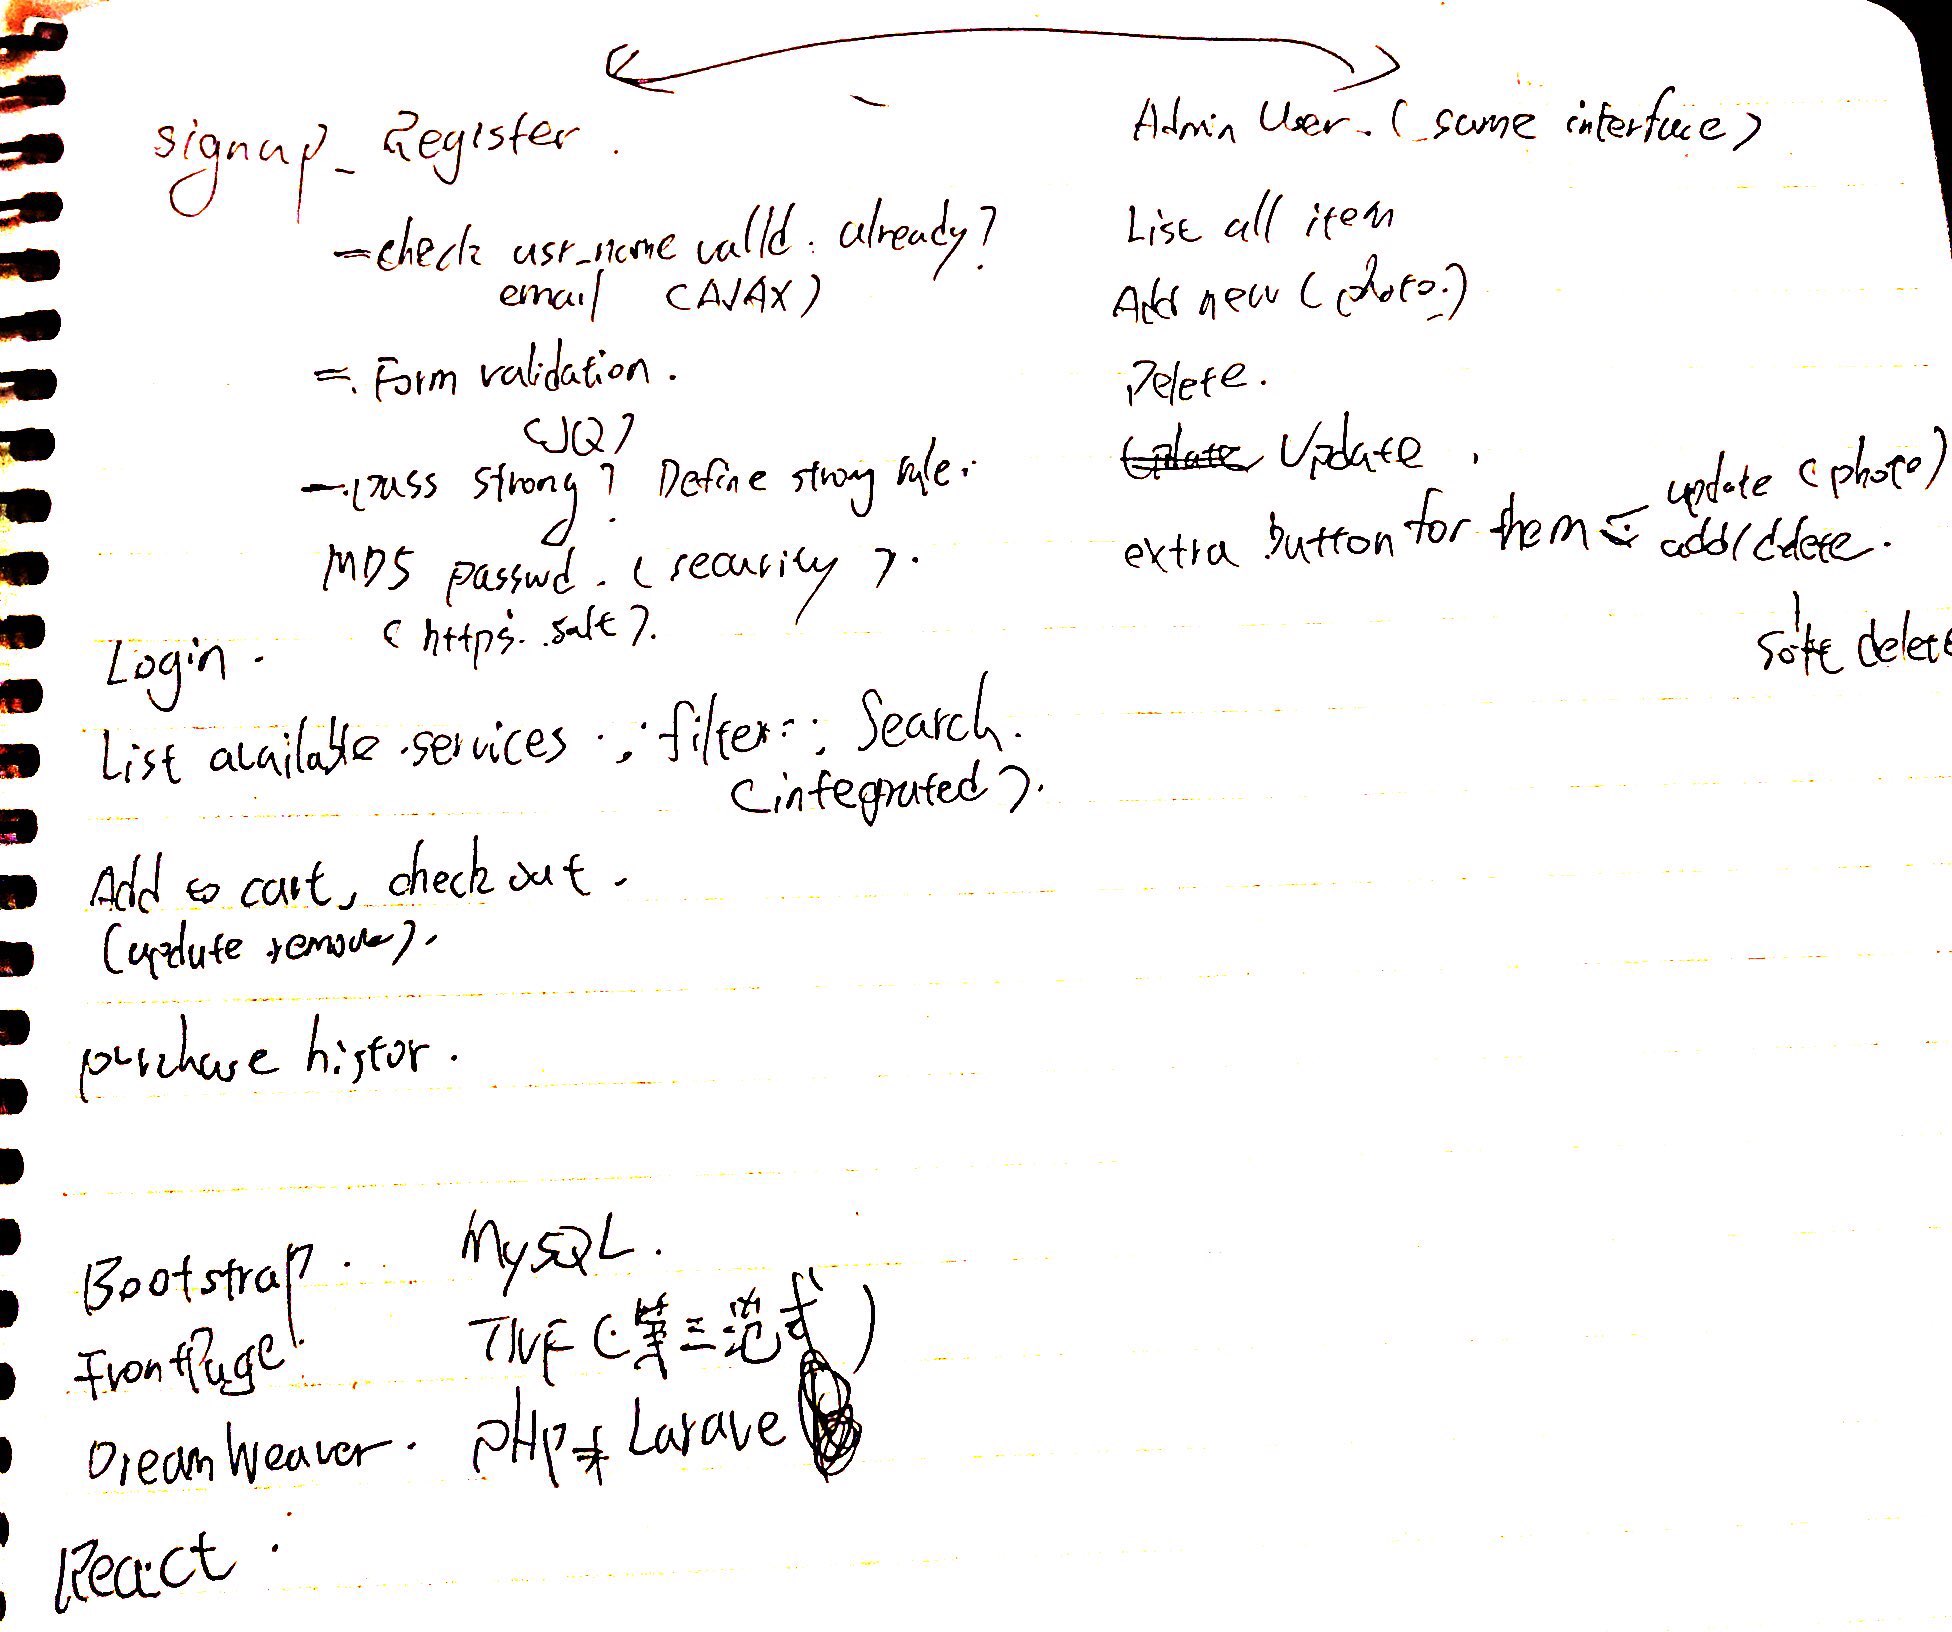 signup_Register.
- check usr_name valid. already?
email (AJAX)
=. Form validation.
(JQ)
- pass strong? Define strong rule.
MD5 passwd. (security).
(https. salt).
Login.
List available services ., filter, Search.
(integrated).
Add to cart, check out.
(update remove).
purchase histor.
Admin User. (same interface)
List all item
Add new (photo.)
Delete.
Update Update.
extra button for them
update (photo)
add/delete.
soft delete
Bootstrap.
FrontPage.
DreamWeaver.
React.
MySQL.
TNF (第三范式)
PHP Larave